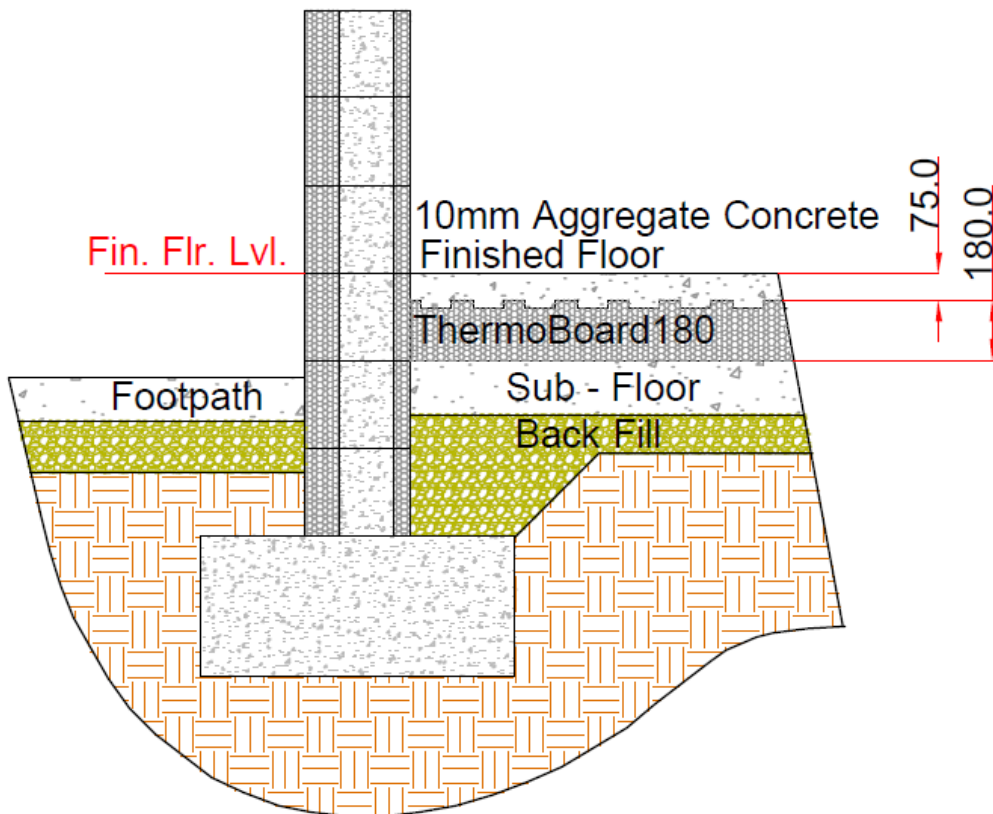 75.0
180.0
10mm Aggregate Concrete
Finished Floor
Fin. Flr. Lvl.
ThermoBoard180
Footpath
Sub - Floor
Back Fill